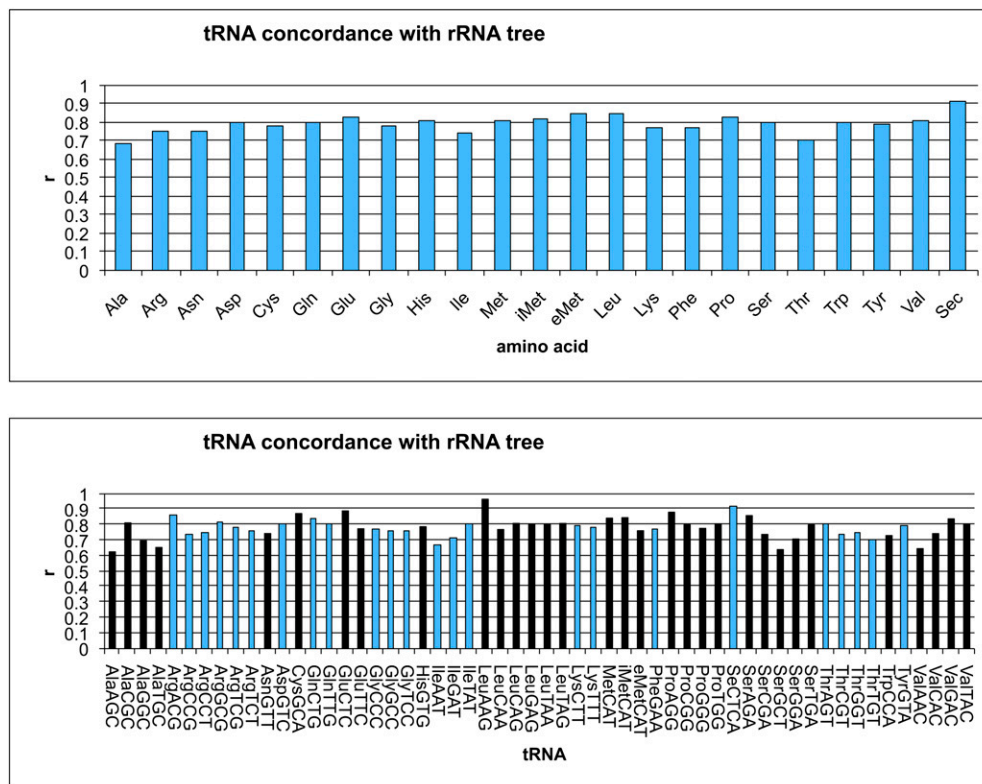 tRNA concordance with rRNA tree
1
0.9
0.8
0.7
0.6
0.5
0.4
0.3
0.2
0.1
0
r
Ala
Arg
Asn
Asp
Cys
Gln
Glu
Gly
His
Ile
Met
iMet
eMet
Leu
Lys
Phe
Pro
Ser
Thr
Trp
Tyr
Val
Sec
amino acid
tRNA concordance with rRNA tree
1
0.9
0.8
0.7
0.6
0.5
0.4
0.3
0.2
0.1
0
r
AlaAGC
AlaCGC
AlaGGC
AlaTGC
ArgACG
ArgCCG
ArgCCT
ArgGCG
ArgTCG
ArgTCT
AsnGTT
AspGTC
CysGCA
GlnCTG
GlnTTG
GluCTC
GluTTC
GlyCCC
GlyGCC
GlyTCC
HisGTG
IleAAT
IleGAT
IleTAT
LeuAAG
LeuCAA
LeuCAG
LeuGAG
LeuTAA
LeuTAG
LysCTT
LysTTT
MetCAT
iMetCAT
eMetCAT
PheGAA
ProAGG
ProCGG
ProGGG
ProTGG
SeCTCA
SerAGA
SerCGA
SerGCT
SerGGA
SerTGA
ThrAGT
ThrCGT
ThrGGT
ThrTGT
TrpCCA
TyrGTA
ValAAC
ValCAC
ValGAC
ValTAC
tRNA